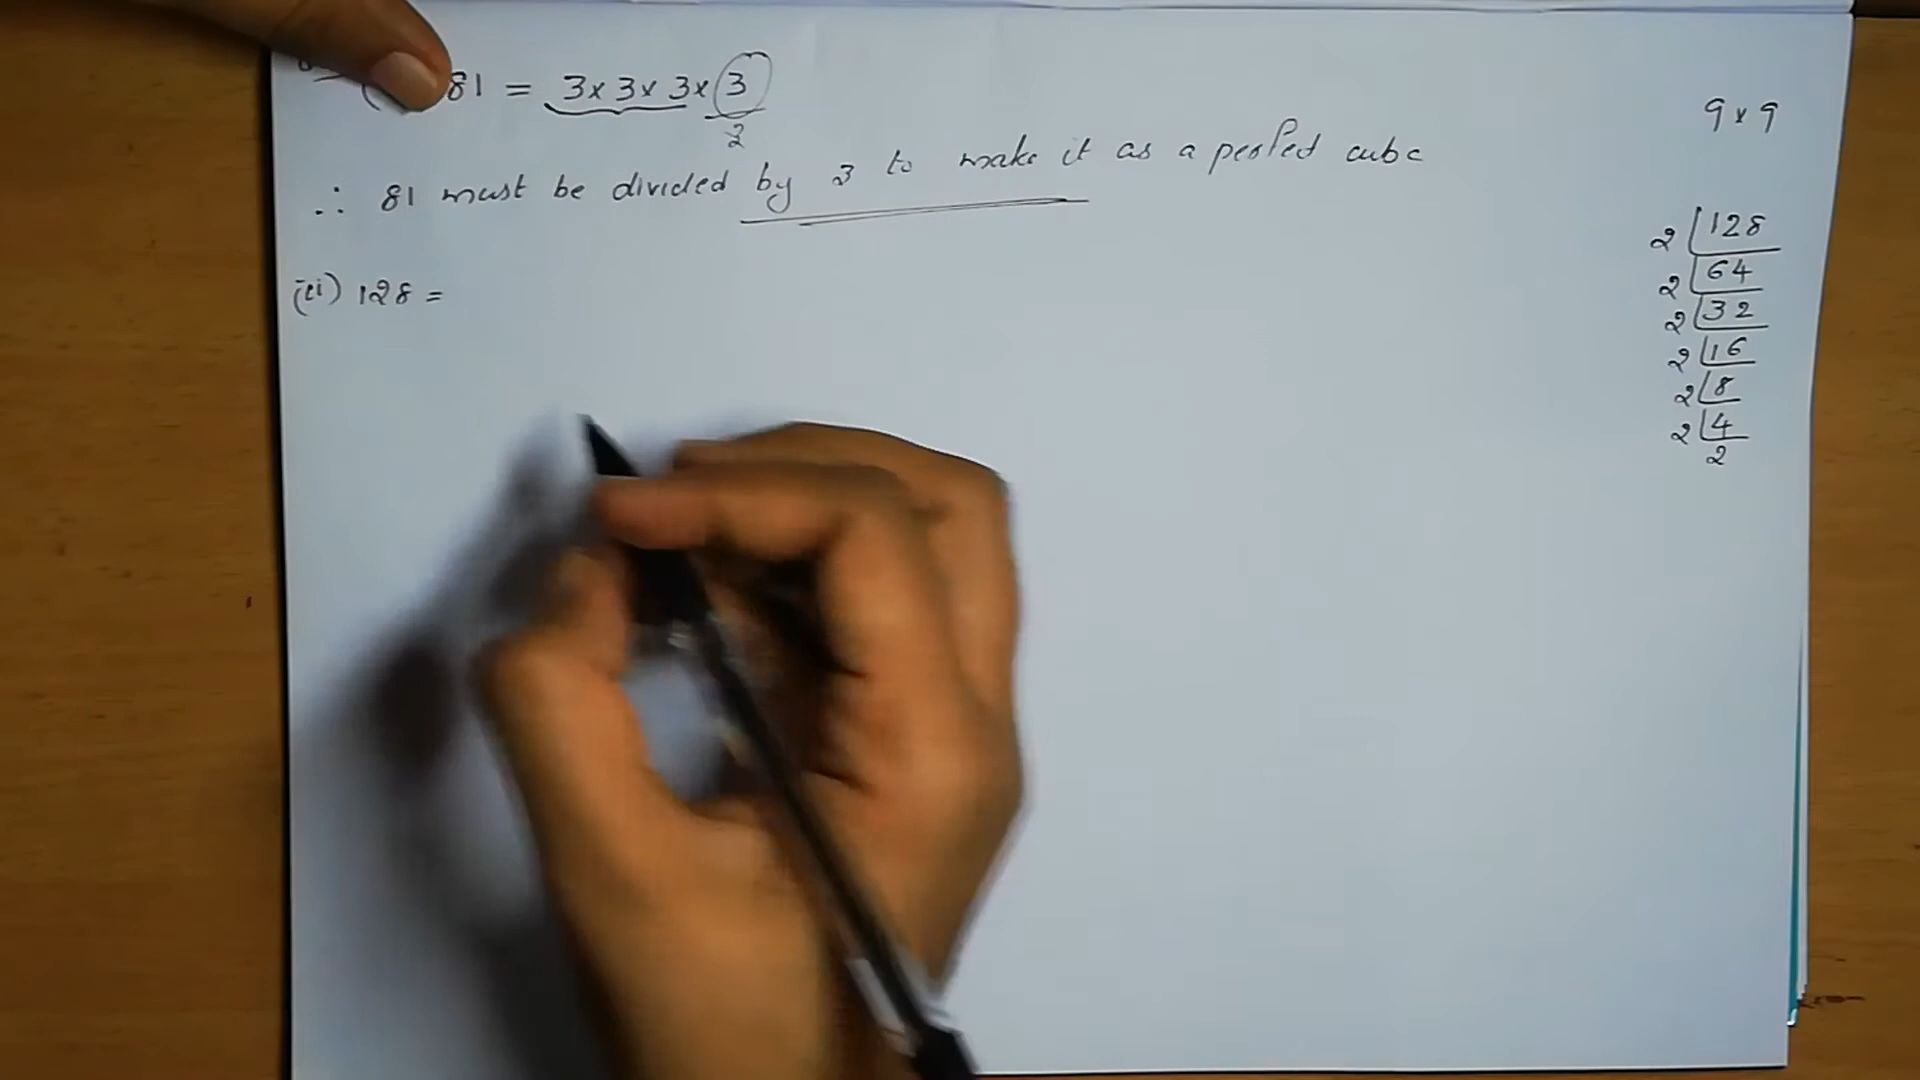 ( 81 = 3 x 3 x 3 x 3
3
∴ 81 must be divided by 3 to make it as a perfect cube
9 x 9
(ii) 128 =
2 | 128
2 | 64
2 | 32
2 | 16
2 | 8
2 | 4
2